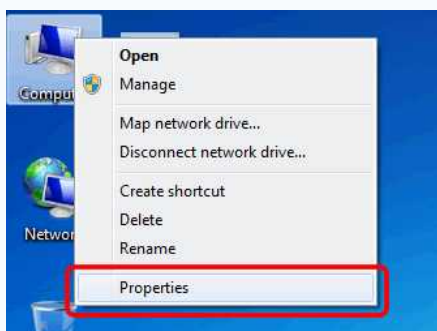 Open
Manage
Map network drive...
Disconnect network drive...
Create shortcut
Delete
Rename
Properties